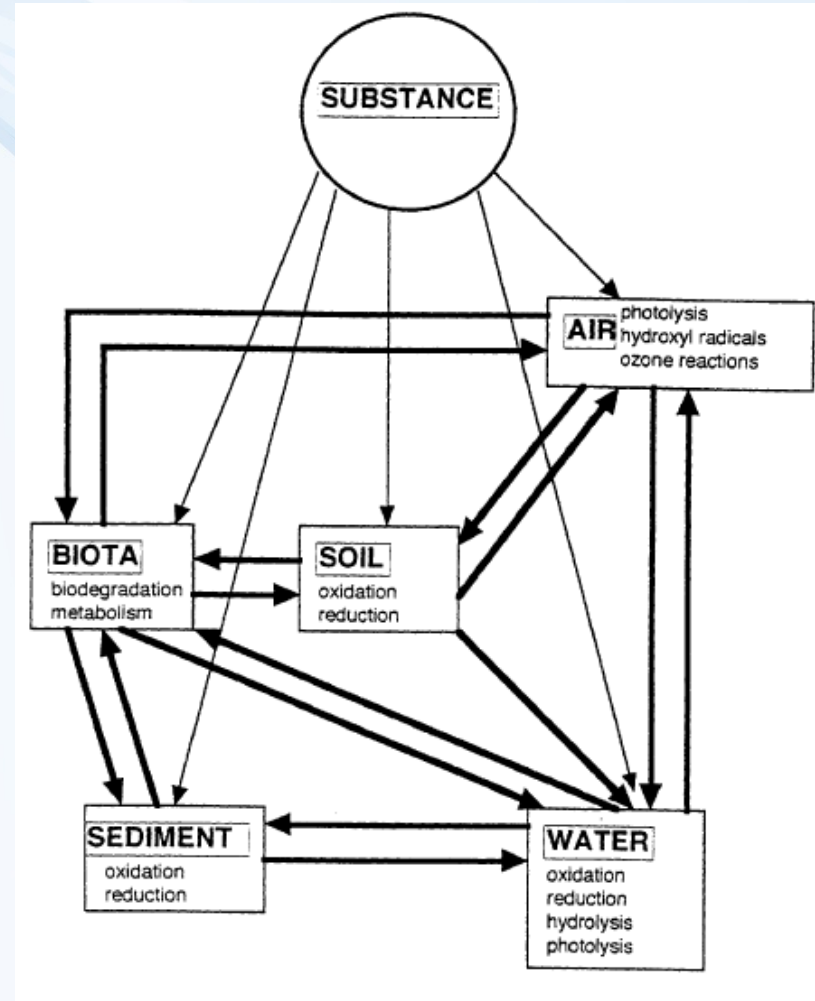 SUBSTANCE
AIR
photolysis
hydroxyl radicals
ozone reactions
BIOTA
biodegradation
metabolism
SOIL
oxidation
reduction
SEDIMENT
oxidation
reduction
WATER
oxidation
reduction
hydrolysis
photolysis